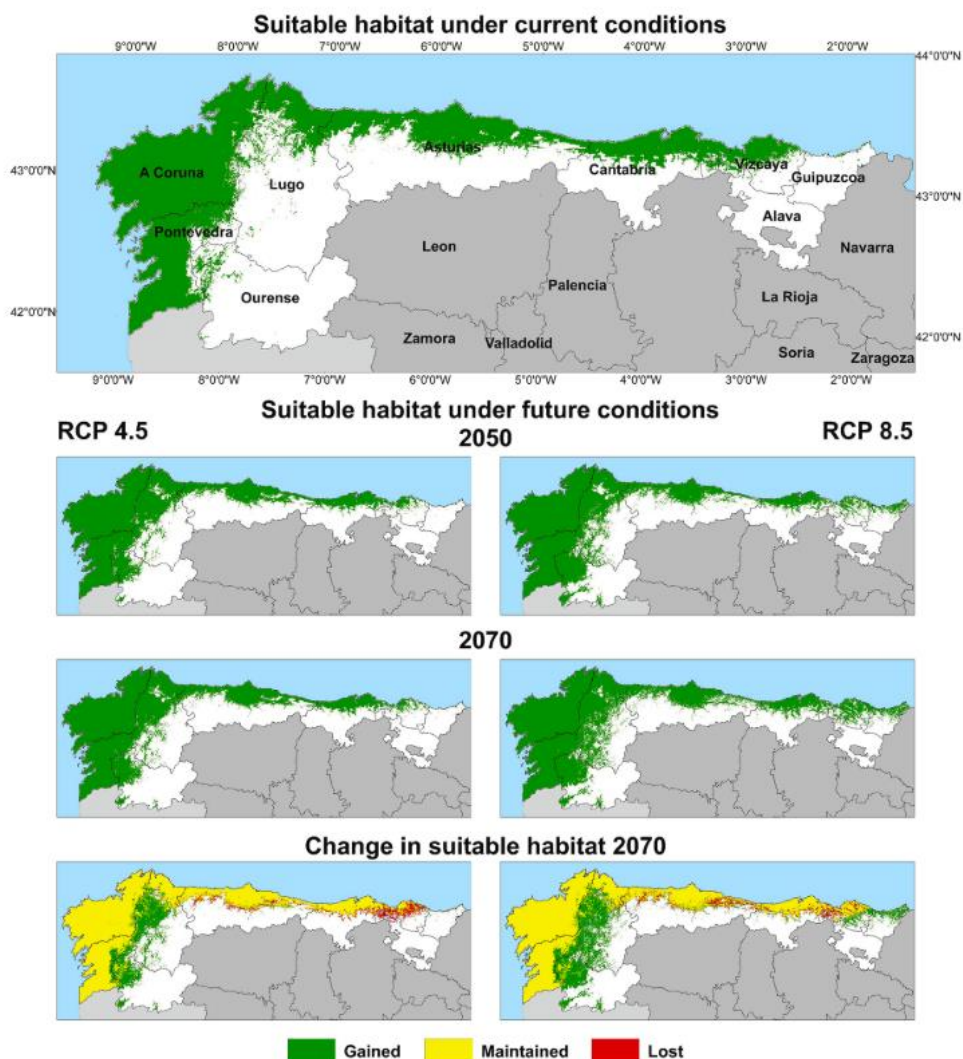 Suitable habitat under current conditions
9°0'0"W 8°0'0"W 7°0'0"W 6°0'0"W 5°0'0"W 4°0'0"W 3°0'0"W 2°0'0"W
44°0'0"N
43°0'0"N
43°0'0"N
42°0'0"N
42°0'0"N
A Coruna
Lugo
Asturias
Cantabria
Vizcaya
Guipuzcoa
Pontevedra
Alava
Leon
Navarra
Ourense
Palencia
La Rioja
Zamora
Valladolid
Soria
Zaragoza
9°0'0"W 8°0'0"W 7°0'0"W 6°0'0"W 5°0'0"W 4°0'0"W 3°0'0"W 2°0'0"W
Suitable habitat under future conditions
RCP 4.5
2050
RCP 8.5
2070
Change in suitable habitat 2070
Gained Maintained Lost